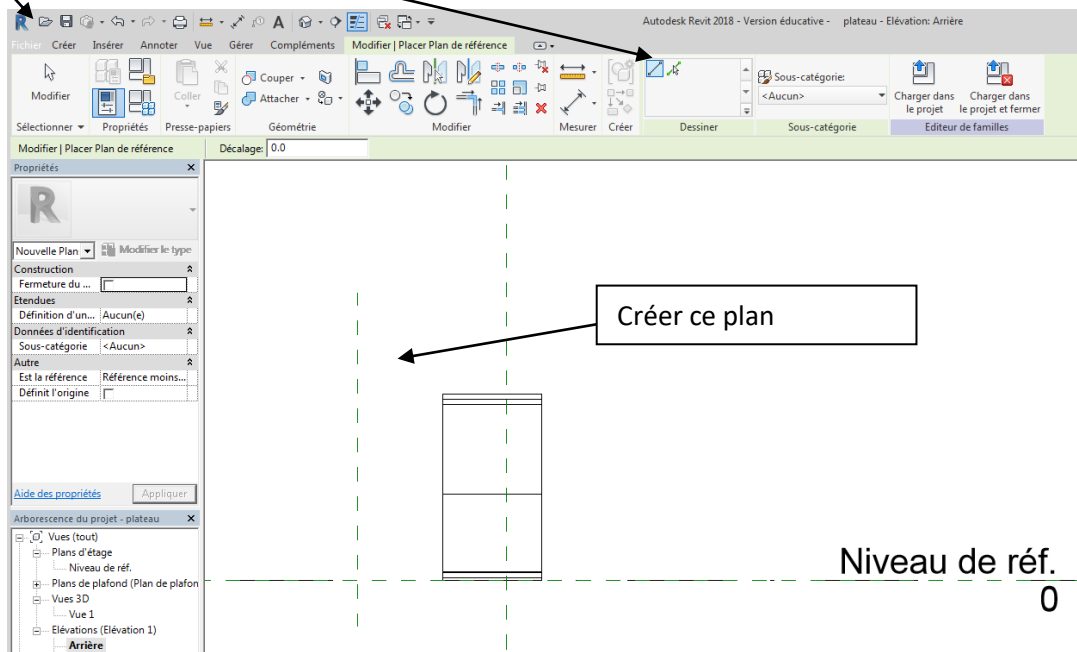 Autodesk Revit 2018 - Version éducative - plateau - Élévation: Arrière
Fichier Créer Insérer Annoter Vue Gérer Compléments Modifier | Placer Plan de référence
Modifier
Coller
Couper
Attacher
Sous-catégorie:
<Aucun>
Charger dans le projet
Charger dans le projet et fermer
Sélectionner Propriétés Presse-papiers Géométrie Modifier Mesurer Créer Dessiner Sous-catégorie Editeur de familles
Modifier | Placer Plan de référence Décalage: 0.0
Propriétés
Nouvelle Plan Modifier le type
Construction
Fermeture du ...
Etendues
Définition d'un... Aucun(e)
Données d'identification
Sous-catégorie <Aucun>
Autre
Est la référence Référence moins...
Définit l'origine
Aide des propriétés Appliquer
Arborescence du projet - plateau
Vues (tout)
Plans d'étage
Niveau de réf.
Plans de plafond (Plan de plafon
Vues 3D
Vue 1
Elévations (Elévation 1)
Arrière
Créer ce plan
Niveau de réf.
0